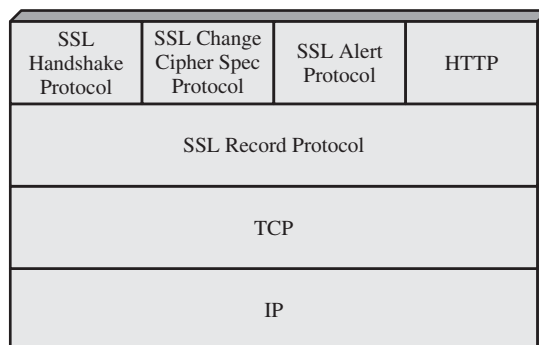 SSL
Handshake
Protocol
SSL Change
Cipher Spec
Protocol
SSL Alert
Protocol
HTTP
SSL Record Protocol
TCP
IP